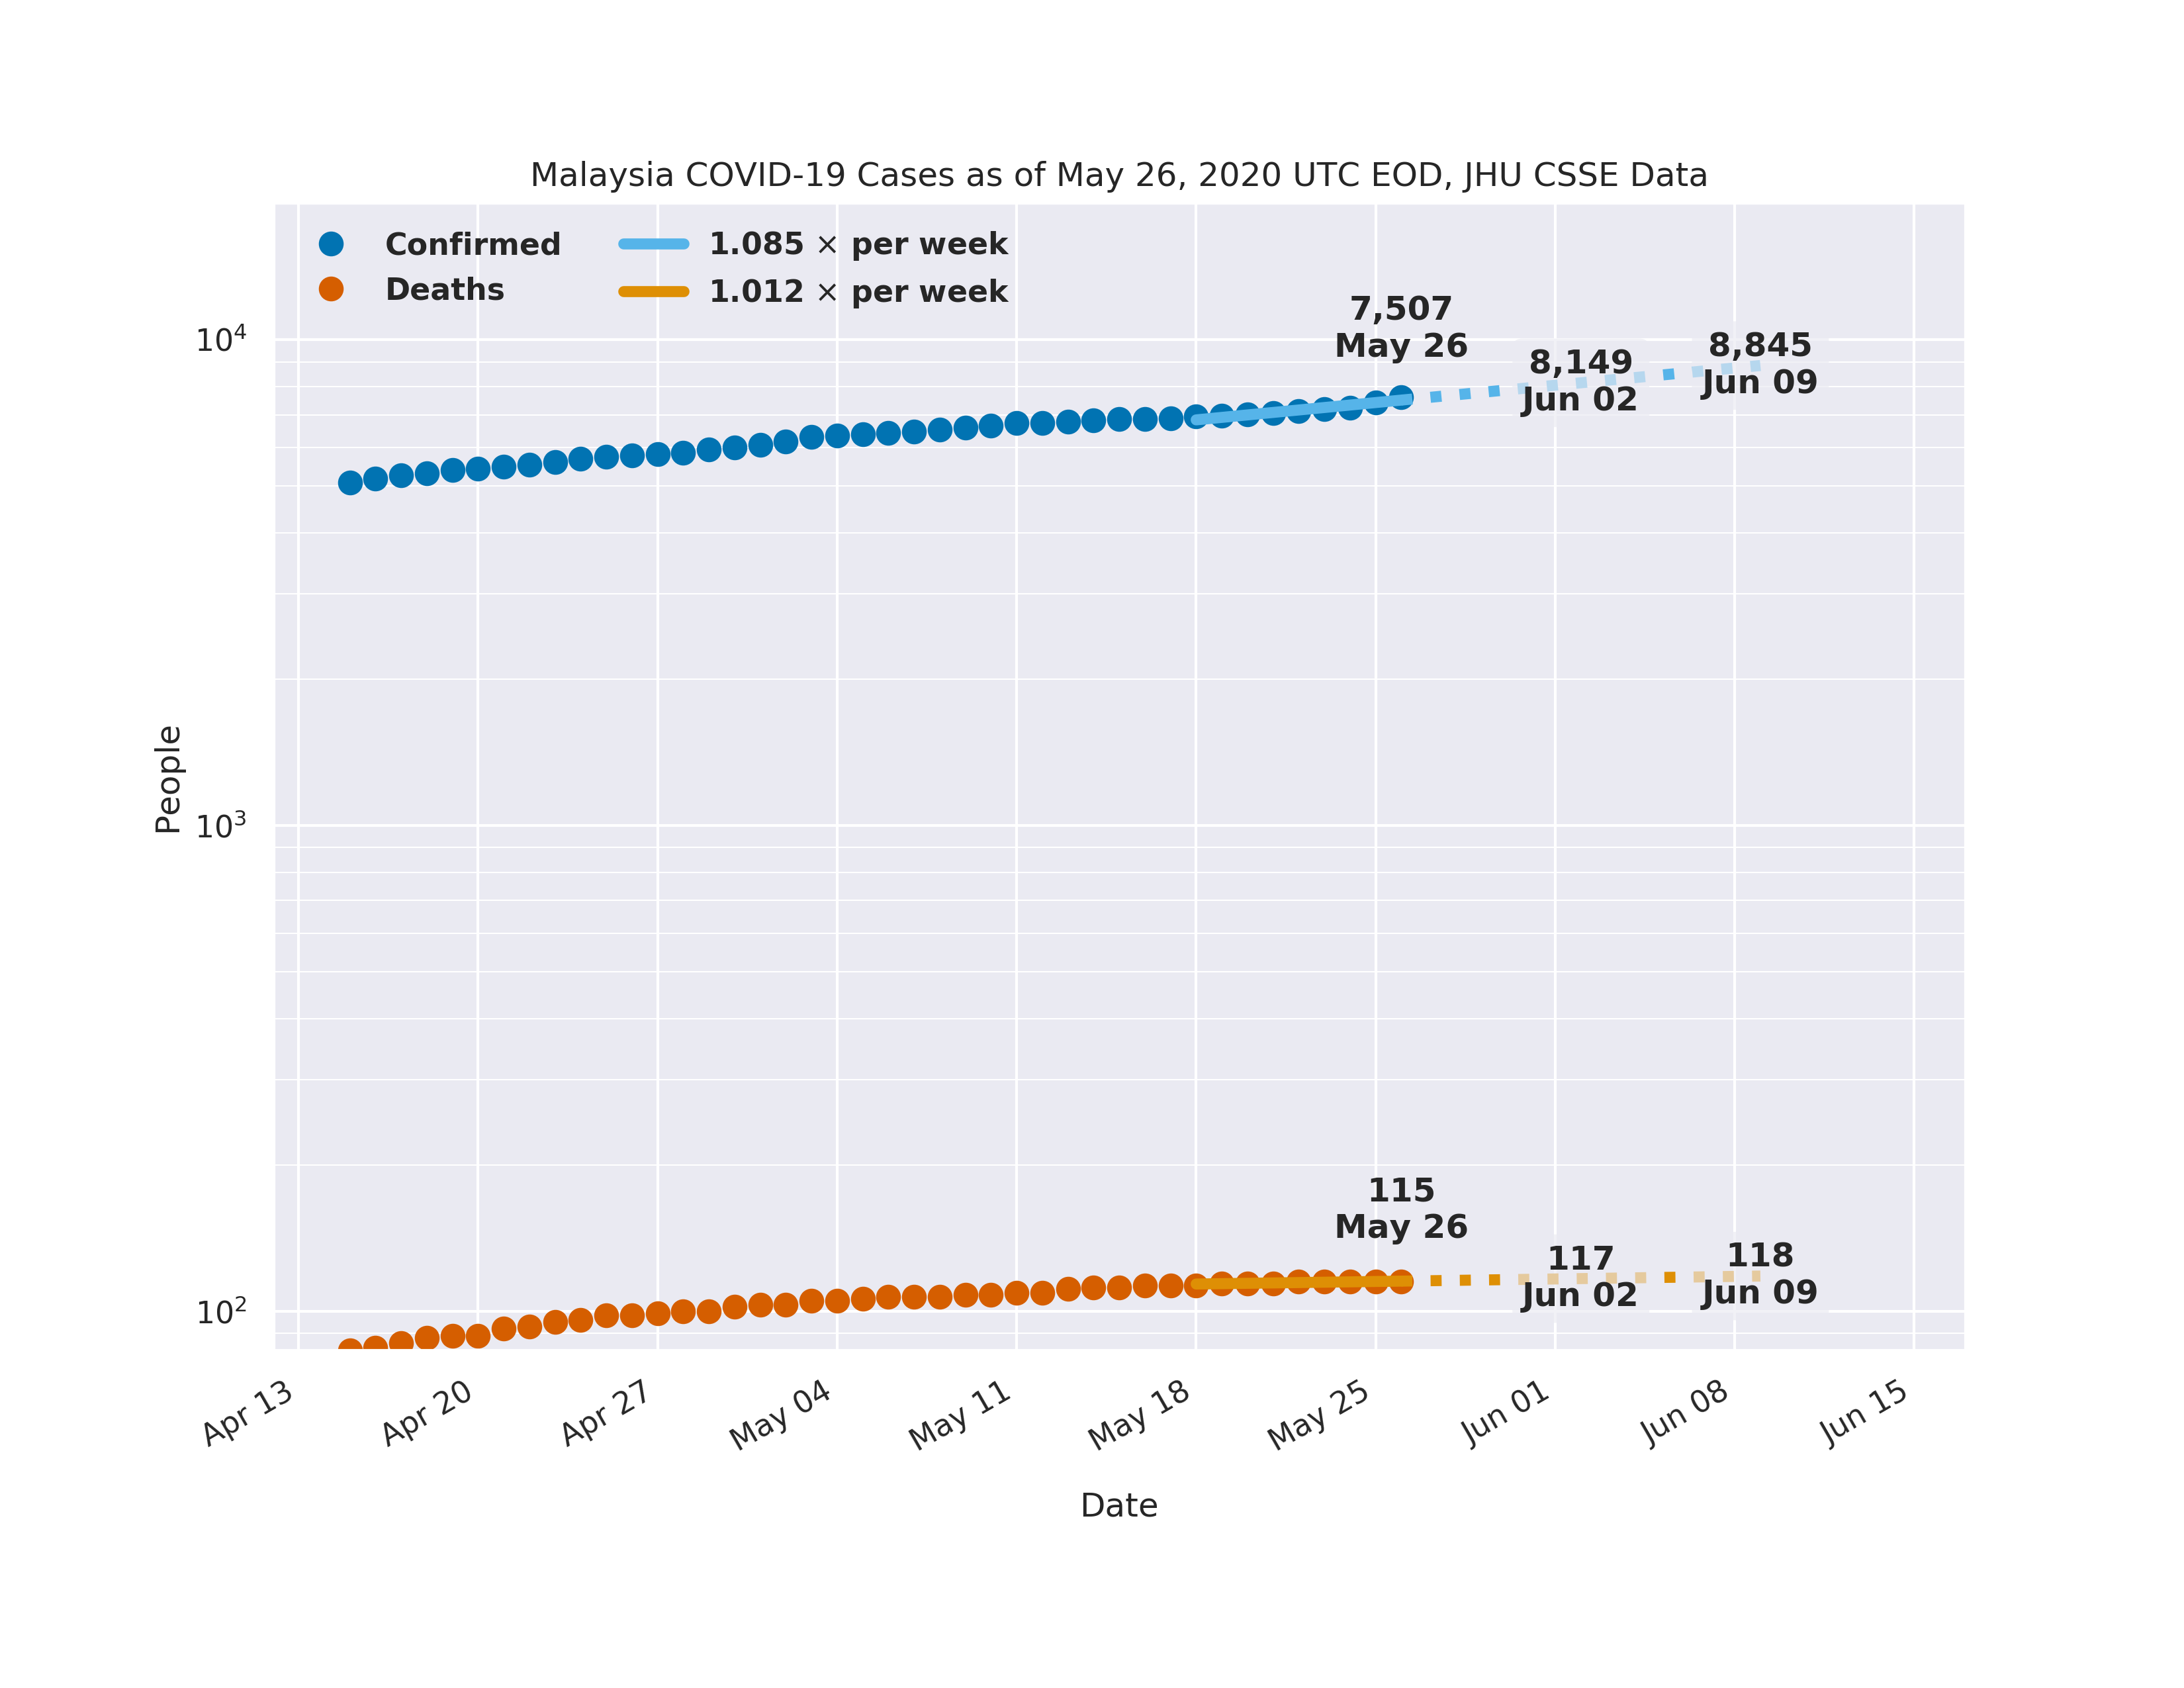 Malaysia COVID-19 Cases as of May 26, 2020 UTC EOD, JHU CSSE Data
Confirmed
Deaths
1.085 × per week
1.012 × per week
7,507
May 26
8,149
Jun 02
8,845
Jun 09
115
May 26
117
Jun 02
118
Jun 09
10⁴
10³
10²
People
Apr 13
Apr 20
Apr 27
May 04
May 11
May 18
May 25
Jun 01
Jun 08
Jun 15
Date